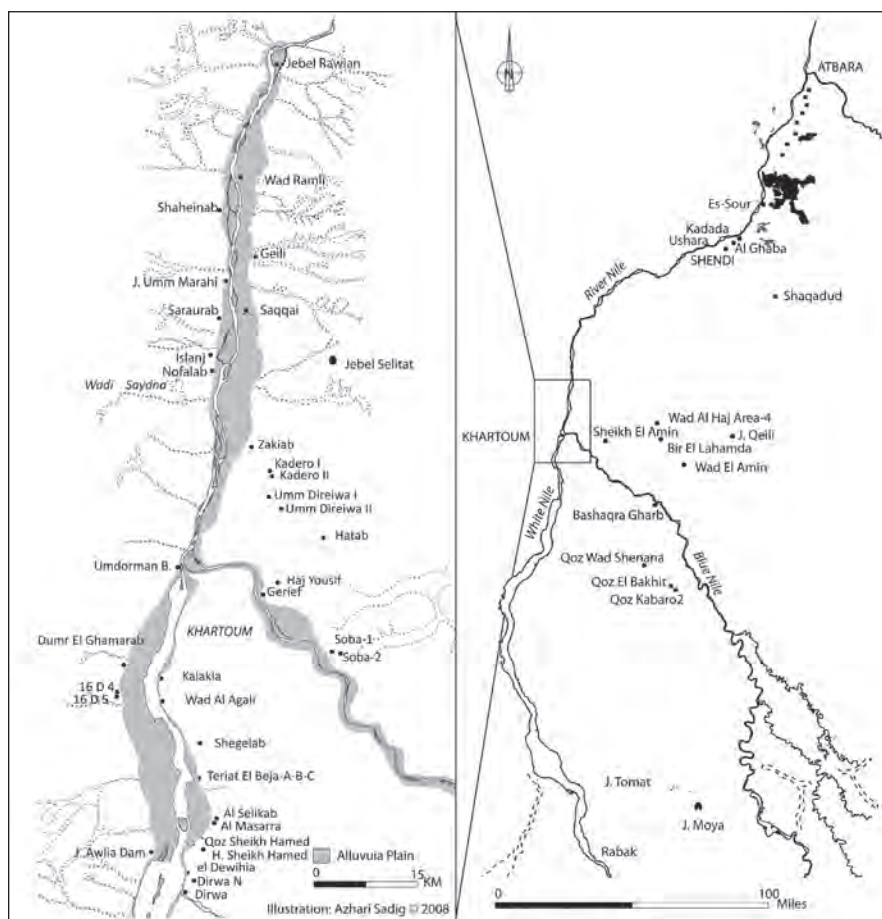 Jebel Rawian
Wad Ramli
Shaheinab
Geili
J. Umm Marahi
Saraurab
Saqqai
Islanj
Nofalab
Jebel Selitat
Wadi Saydna
Zakiab
Kadero I
Kadero II
Umm Direiwa I
Umm Direiwa II
Hatab
Umdorman B.
Haj Yousif
Gerief
KHARTOUM
Dumr El Ghamarab
Soba-1
Soba-2
16 D 4
16 D 5
Kalakla
Wad Al Agali
Shegelab
Teriat El Beja-A-B-C
Al Selikab
Al Masarra
Qoz Sheikh Hamed
H. Sheikh Hamed
J. Awlia Dam
el Dewihia
Dirwa N
Dirwa
Alluvuia Plain
0 15
KM
Illustration: Azhari Sadig © 2008
N
ATBARA
Es-Sour
Kadada
Ushara
Al Ghaba
SHENDI
River Nile
Shaqadud
KHARTOUM
Wad Al Haj Area-4
Sheikh El Amin
J. Qeili
Bir El Lahamda
Wad El Amin
White Nile
Bashaqra Gharb
Blue Nile
Qoz Wad Shenana
Qoz El Bakhit
Qoz Kabaro2
J. Tomat
J. Moya
Rabak
0 100
Miles